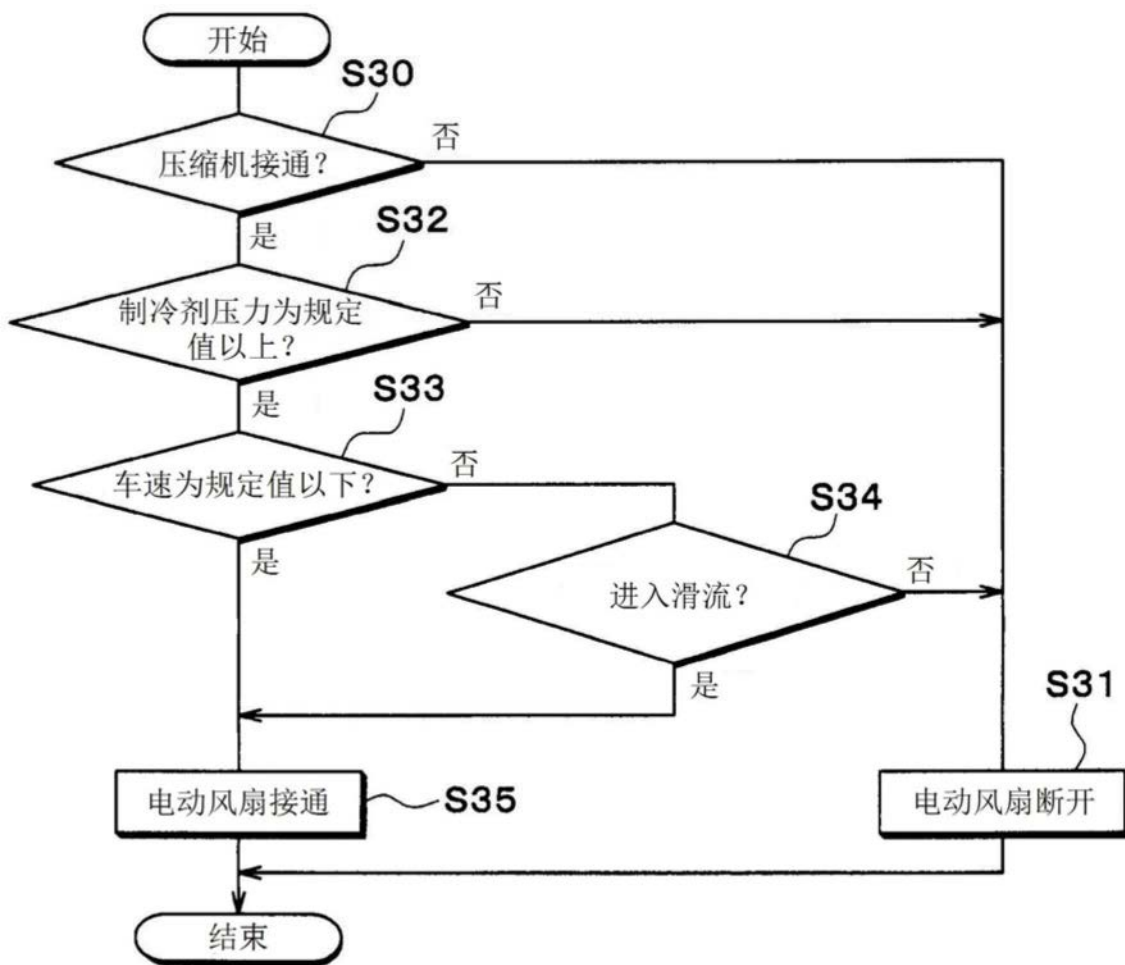 开始
S30
压缩机接通?
否
是
S32
制冷剂压力为规定
值以上?
否
是
S33
车速为规定值以下?
否
是
S34
进入滑流?
否
是
S31
电动风扇接通
S35
电动风扇断开
结束